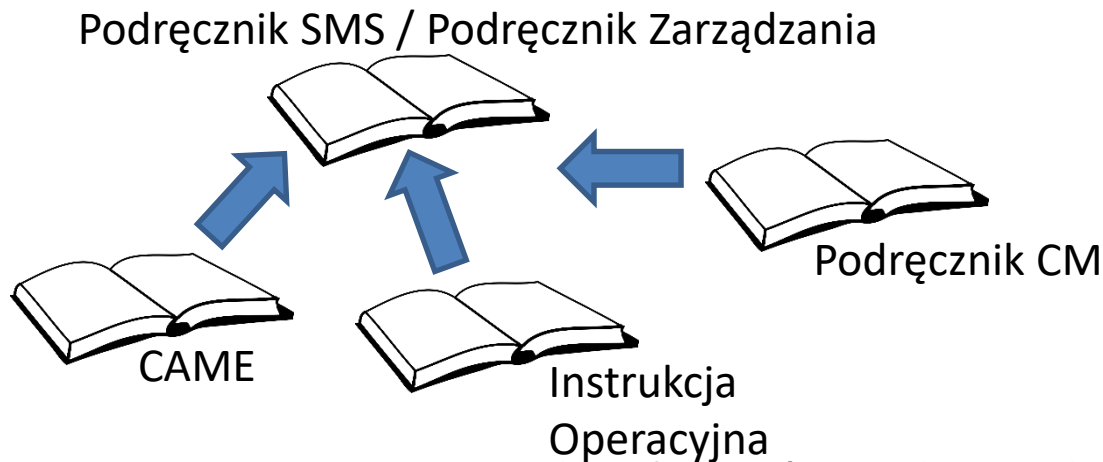 Podręcznik SMS / Podręcznik Zarządzania
Podręcznik CM
CAME
Instrukcja
Operacyjna